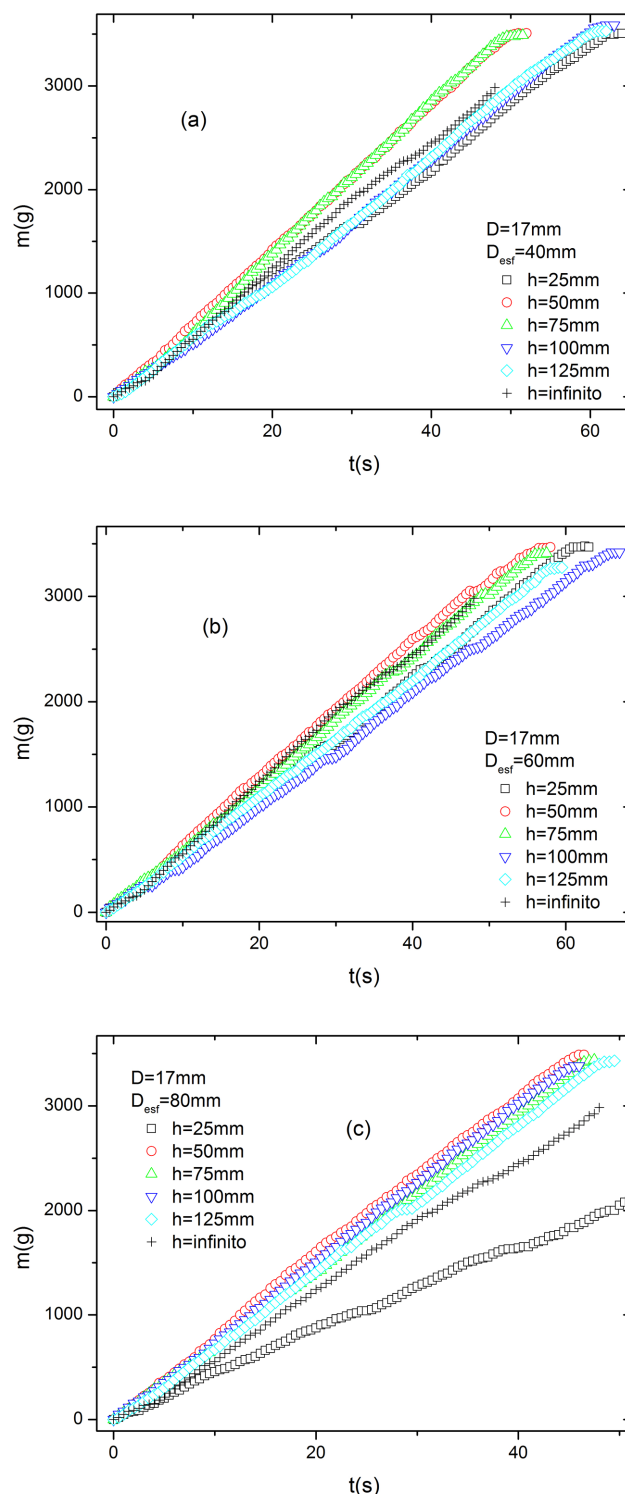 3000
2000
1000
0
m(g)
(a)
D=17mm
Desf=40mm
h=25mm
h=50mm
h=75mm
h=100mm
h=125mm
h=infinito
0
20
40
60
t(s)
3000
2000
1000
0
m(g)
(b)
D=17mm
Desf=60mm
h=25mm
h=50mm
h=75mm
h=100mm
h=125mm
h=infinito
0
20
40
60
t(s)
3000
2000
1000
0
m(g)
D=17mm
Desf=80mm
h=25mm
h=50mm
h=75mm
h=100mm
h=125mm
h=infinito
(c)
0
20
40
t(s)